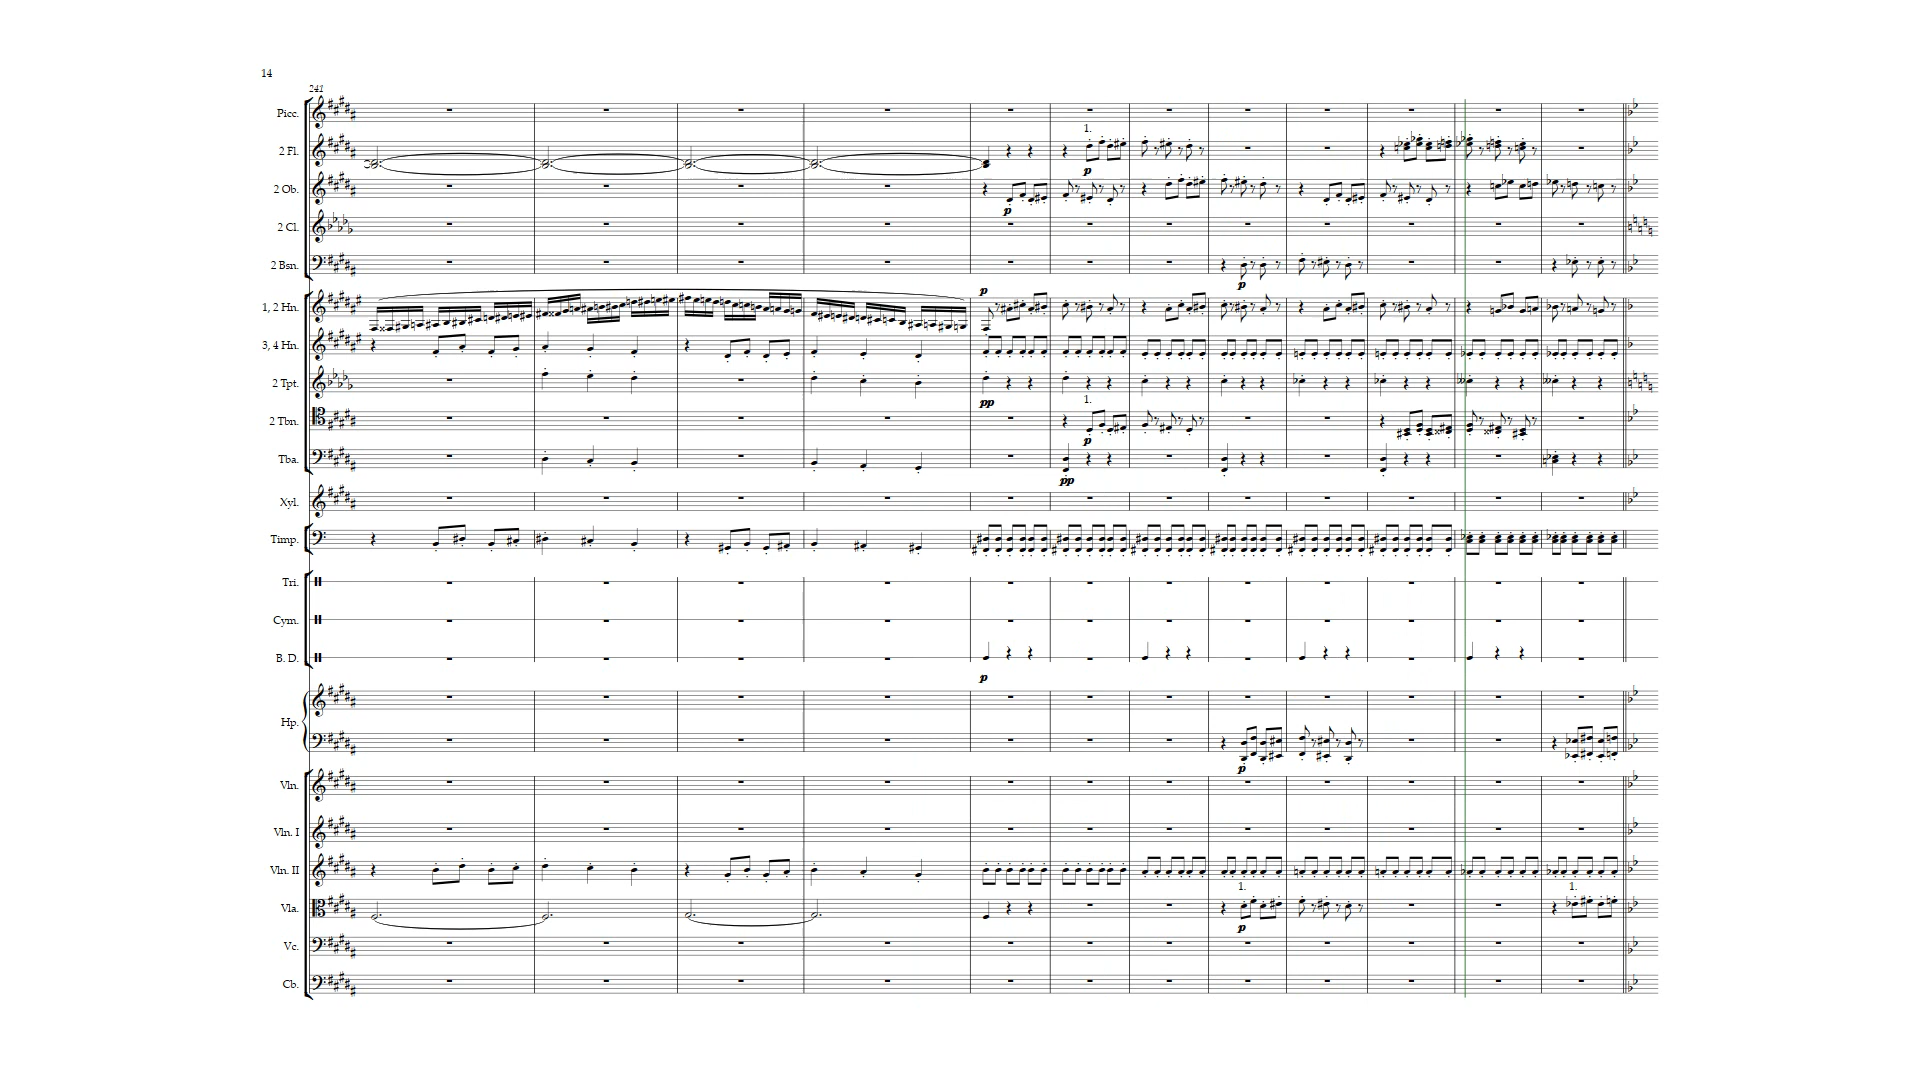 14
241
Picc.
1.
2 Fl.
p
2 Ob.
p
2 Cl.
2 Bsn.
p
p
1, 2 Hn.
3, 4 Hn.
2 Tpt.
pp
1.
2 Tbn.
p
Tba.
pp
Xyl.
Timp.
Tri.
Cym.
B. D.
p
Hp.
p
Vln.
Vln. I
Vln. II
1. 1.
Vla.
p
Vc.
Cb.